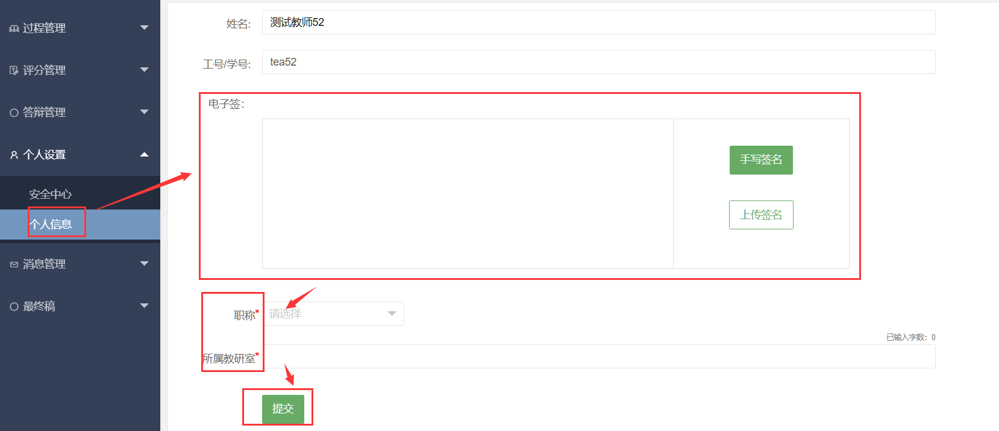 过程管理
评分管理
答辩管理
个人设置
安全中心
个人信息
消息管理
最终稿
姓名:
测试教师52
工号/学号:
tea52
电子签:
手写签名
上传签名
职称*
请选择
已输入字数: 0
所属教研室*
提交